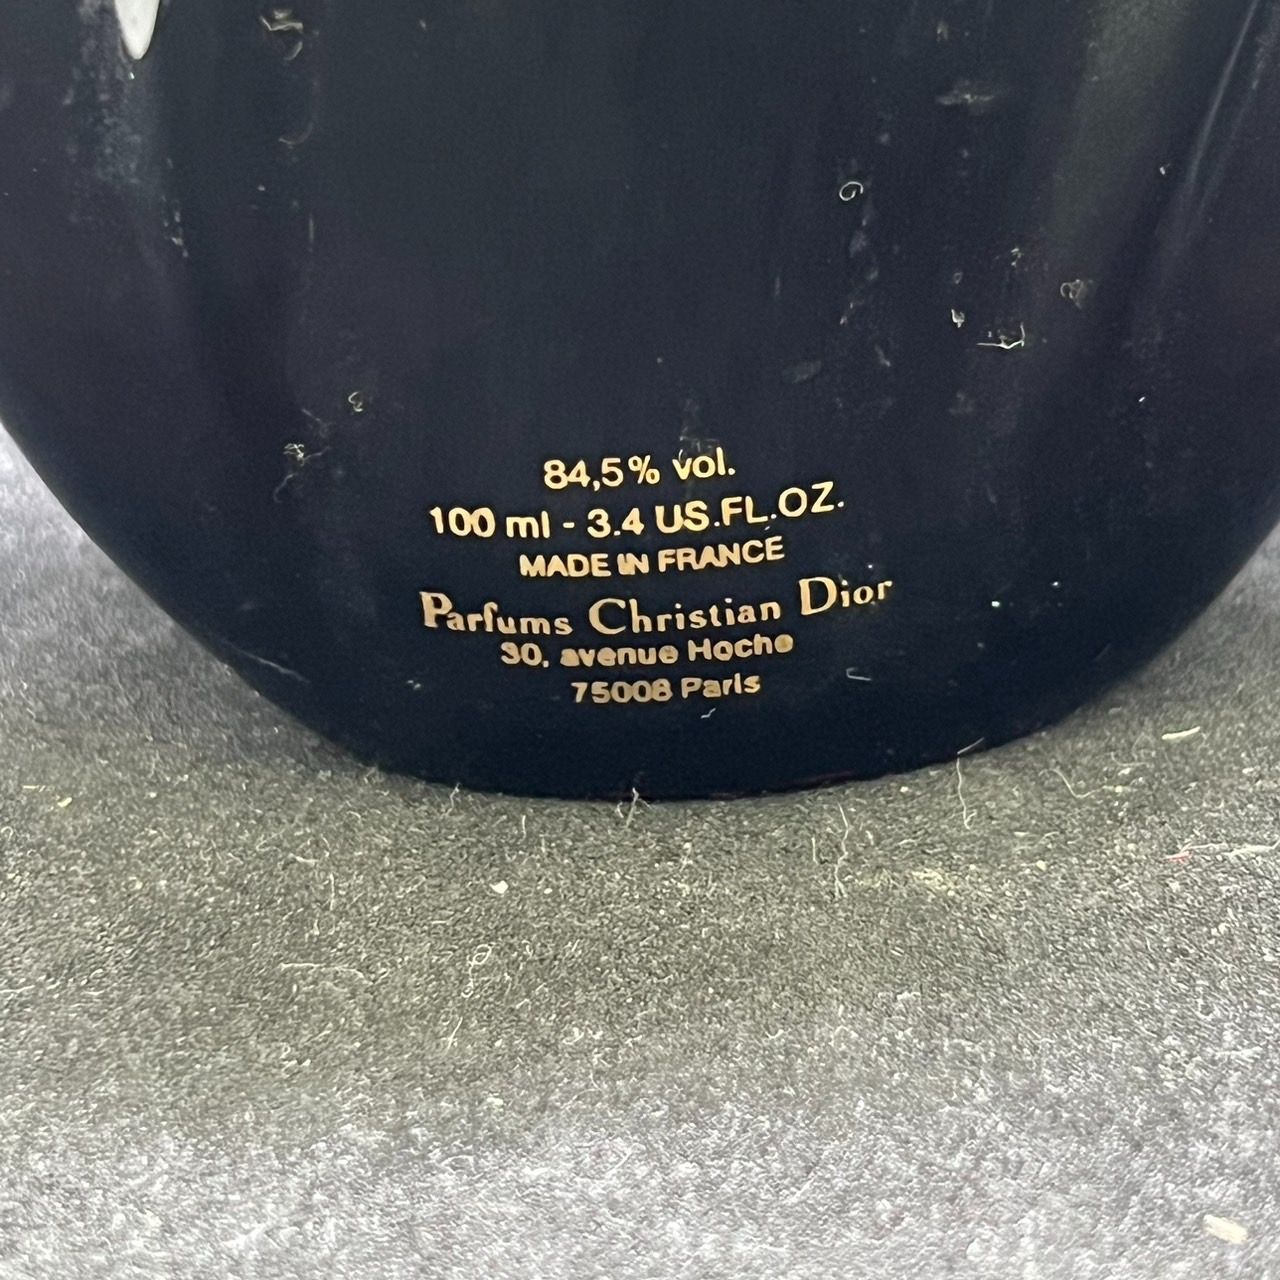 84,5% vol.
100 ml - 3.4 US.FL.OZ.
MADE IN FRANCE
Parfums Christian Dior
30, avenue Hoche
75008 Paris